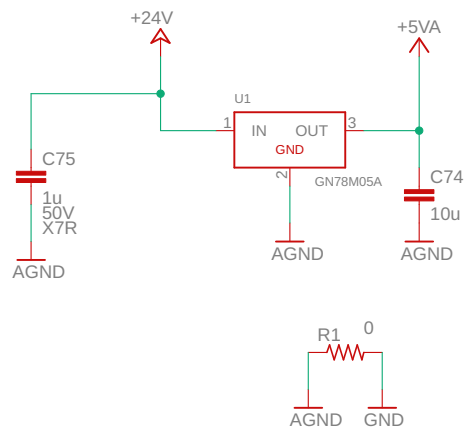 +24V
+5VA
U1
1
IN
OUT
3
GND
2
GN78M05A
C75
1u
50V
X7R
C74
10u
AGND
AGND
AGND
R1
0
AGND
GND